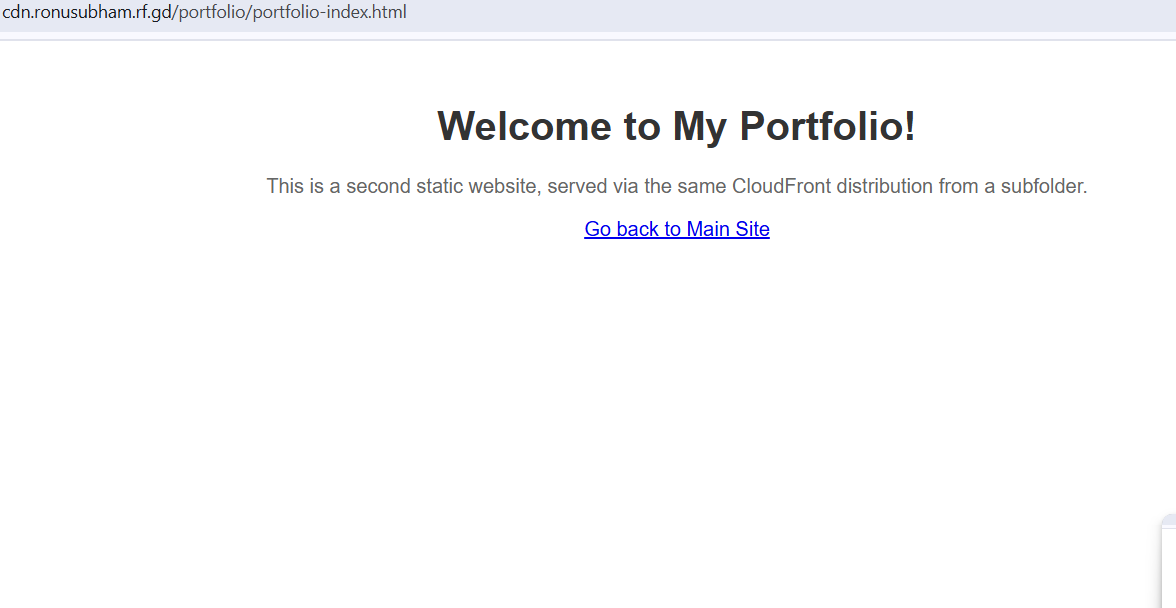 cdn.ronusubham.rf.gd/portfolio/portfolio-index.html
Welcome to My Portfolio!
This is a second static website, served via the same CloudFront distribution from a subfolder.
Go back to Main Site